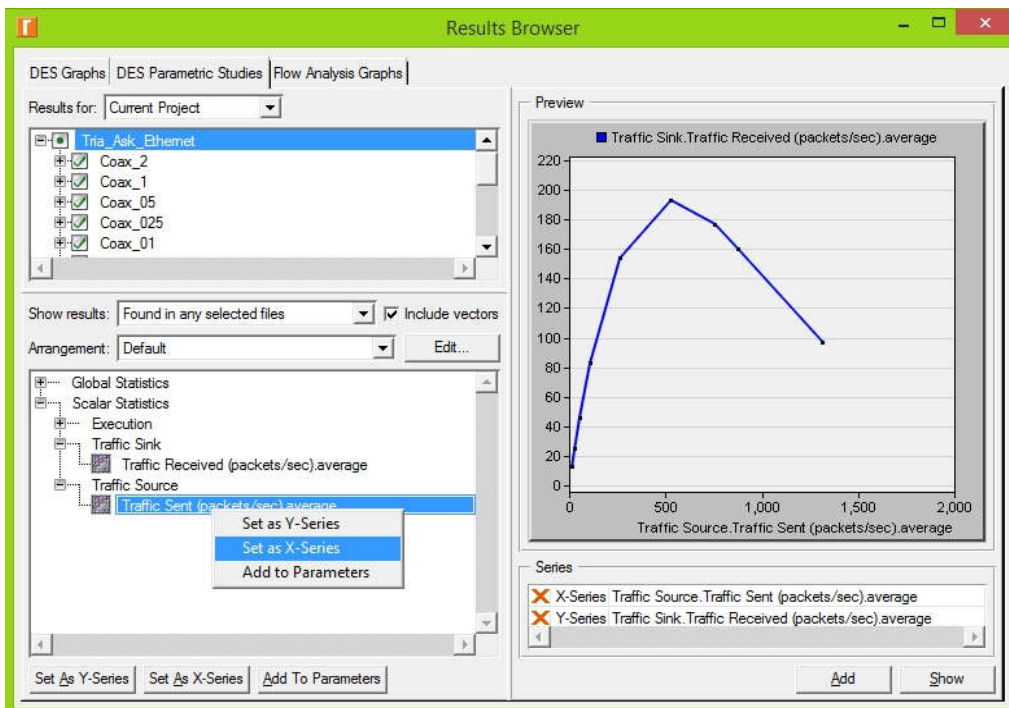 Results Browser
DES Graphs DES Parametric Studies Flow Analysis Graphs
Results for: Current Project
Tria_Ask_Ethernet
Coax_2
Coax_1
Coax_05
Coax_025
Coax_01
Show results: Found in any selected files Include vectors
Arrangement: Default Edit...
Global Statistics
Scalar Statistics
Execution
Traffic Sink
Traffic Received (packets/sec).average
Traffic Source
Traffic Sent (packets/sec).average
Set as Y-Series
Set as X-Series
Add to Parameters
Set As Y-Series Set As X-Series Add To Parameters
Preview
Traffic Sink.Traffic Received (packets/sec).average
220
200
180
160
140
120
100
80
60
40
20
0
0 500 1,000 1,500 2,000
Traffic Source.Traffic Sent (packets/sec).average
Series
X-Series Traffic Source.Traffic Sent (packets/sec).average
Y-Series Traffic Sink.Traffic Received (packets/sec).average
Add Show